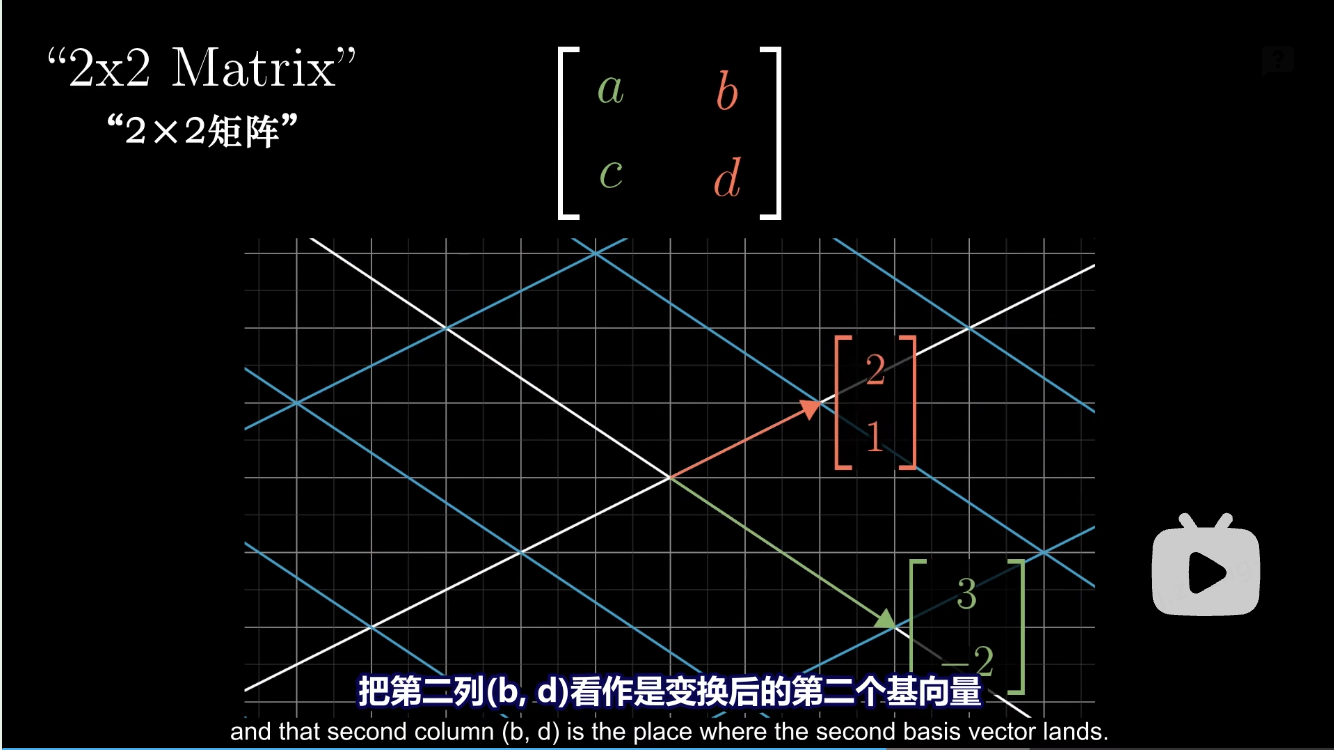 “2x2 Matrix”
“2×2矩阵”
a b
c d
2
1
3
−2
把第二列(b, d)看作是变换后的第二个基向量
and that second column (b, d) is the place where the second basis vector lands.